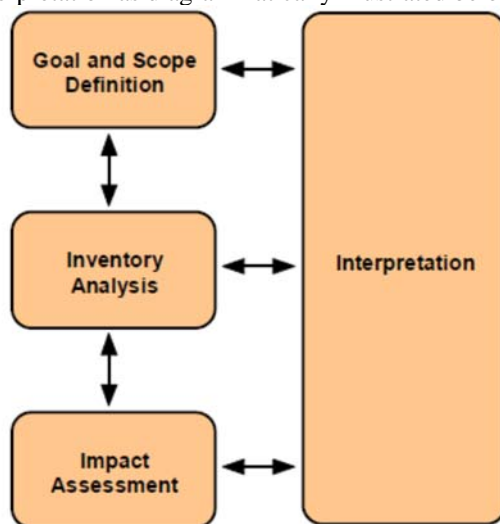 Goal and Scope
Definition
Inventory
Analysis
Interpretation
Impact
Assessment